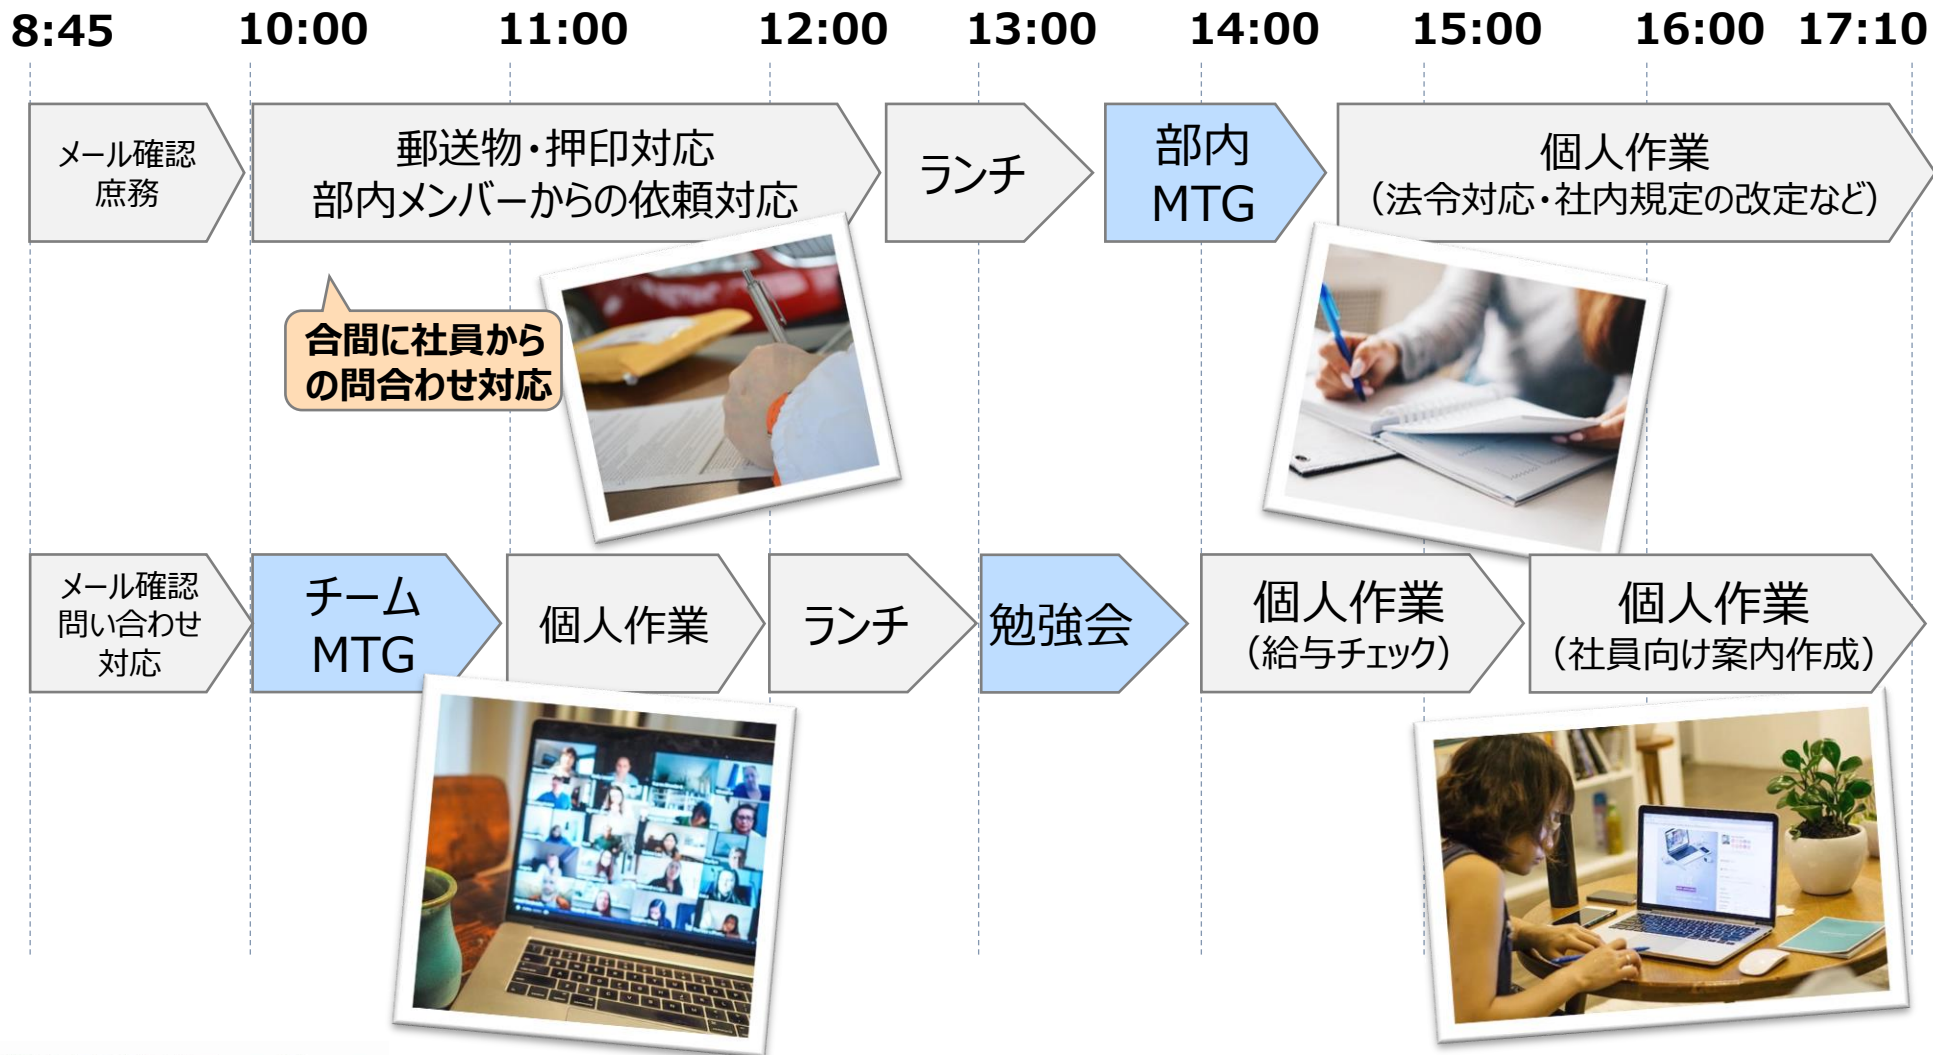 8:45 10:00 11:00 12:00 13:00 14:00 15:00 16:00 17:10
メール確認
庶務
郵送物・押印対応
部内メンバーからの依頼対応
ランチ
部内
MTG
個人作業
（法令対応・社内規定の改定など）
合間に社員から
の問合わせ対応
メール確認
問い合わせ
対応
チーム
MTG
個人作業
ランチ
勉強会
個人作業
（給与チェック）
個人作業
（社員向け案内作成）